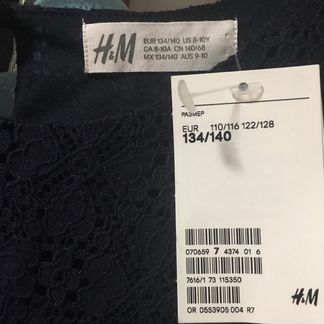 H&M
EUR 134/140 US 8-10Y
CA 8-10A CN 140/68
MX 134/140 AUS 9-10
РАЗМЕР
EUR 110/116 122/128
134/140
070659 7 4374 01 6
7616/1 73 115350
OR 0553905 004 R7
H&M